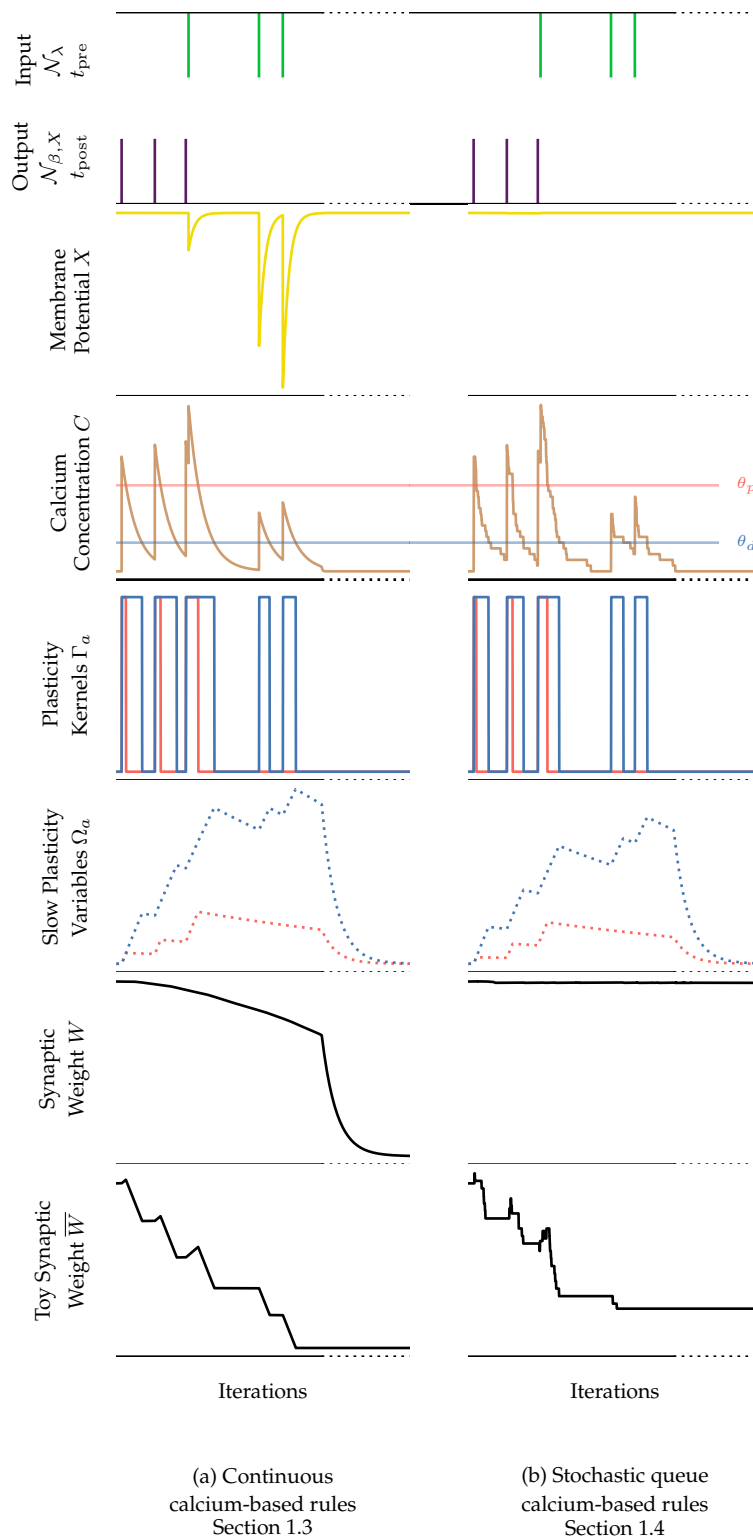 Input
𝒩_λ
t_pre
Output
𝒩_{β,X}
t_post
Membrane
Potential X
Calcium
Concentration C
θ_p
θ_d
Plasticity
Kernels Γ_a
Slow Plasticity
Variables Ω_a
Synaptic
Weight W
Toy Synaptic
Weight W̅
Iterations
Iterations
(a) Continuous
calcium-based rules
Section 1.3
(b) Stochastic queue
calcium-based rules
Section 1.4